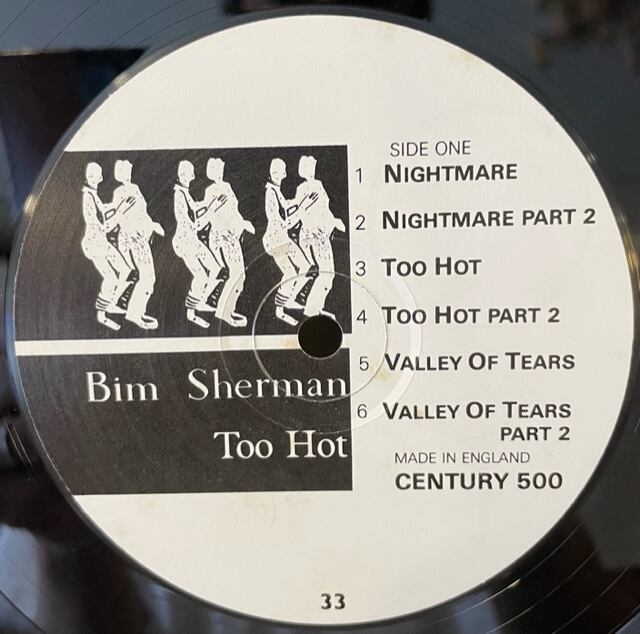 SIDE ONE
1 NIGHTMARE
2 NIGHTMARE PART 2
3 TOO HOT
4 TOO HOT PART 2
5 VALLEY OF TEARS
6 VALLEY OF TEARS
PART 2
MADE IN ENGLAND
CENTURY 500
Bim Sherman
Too Hot
33